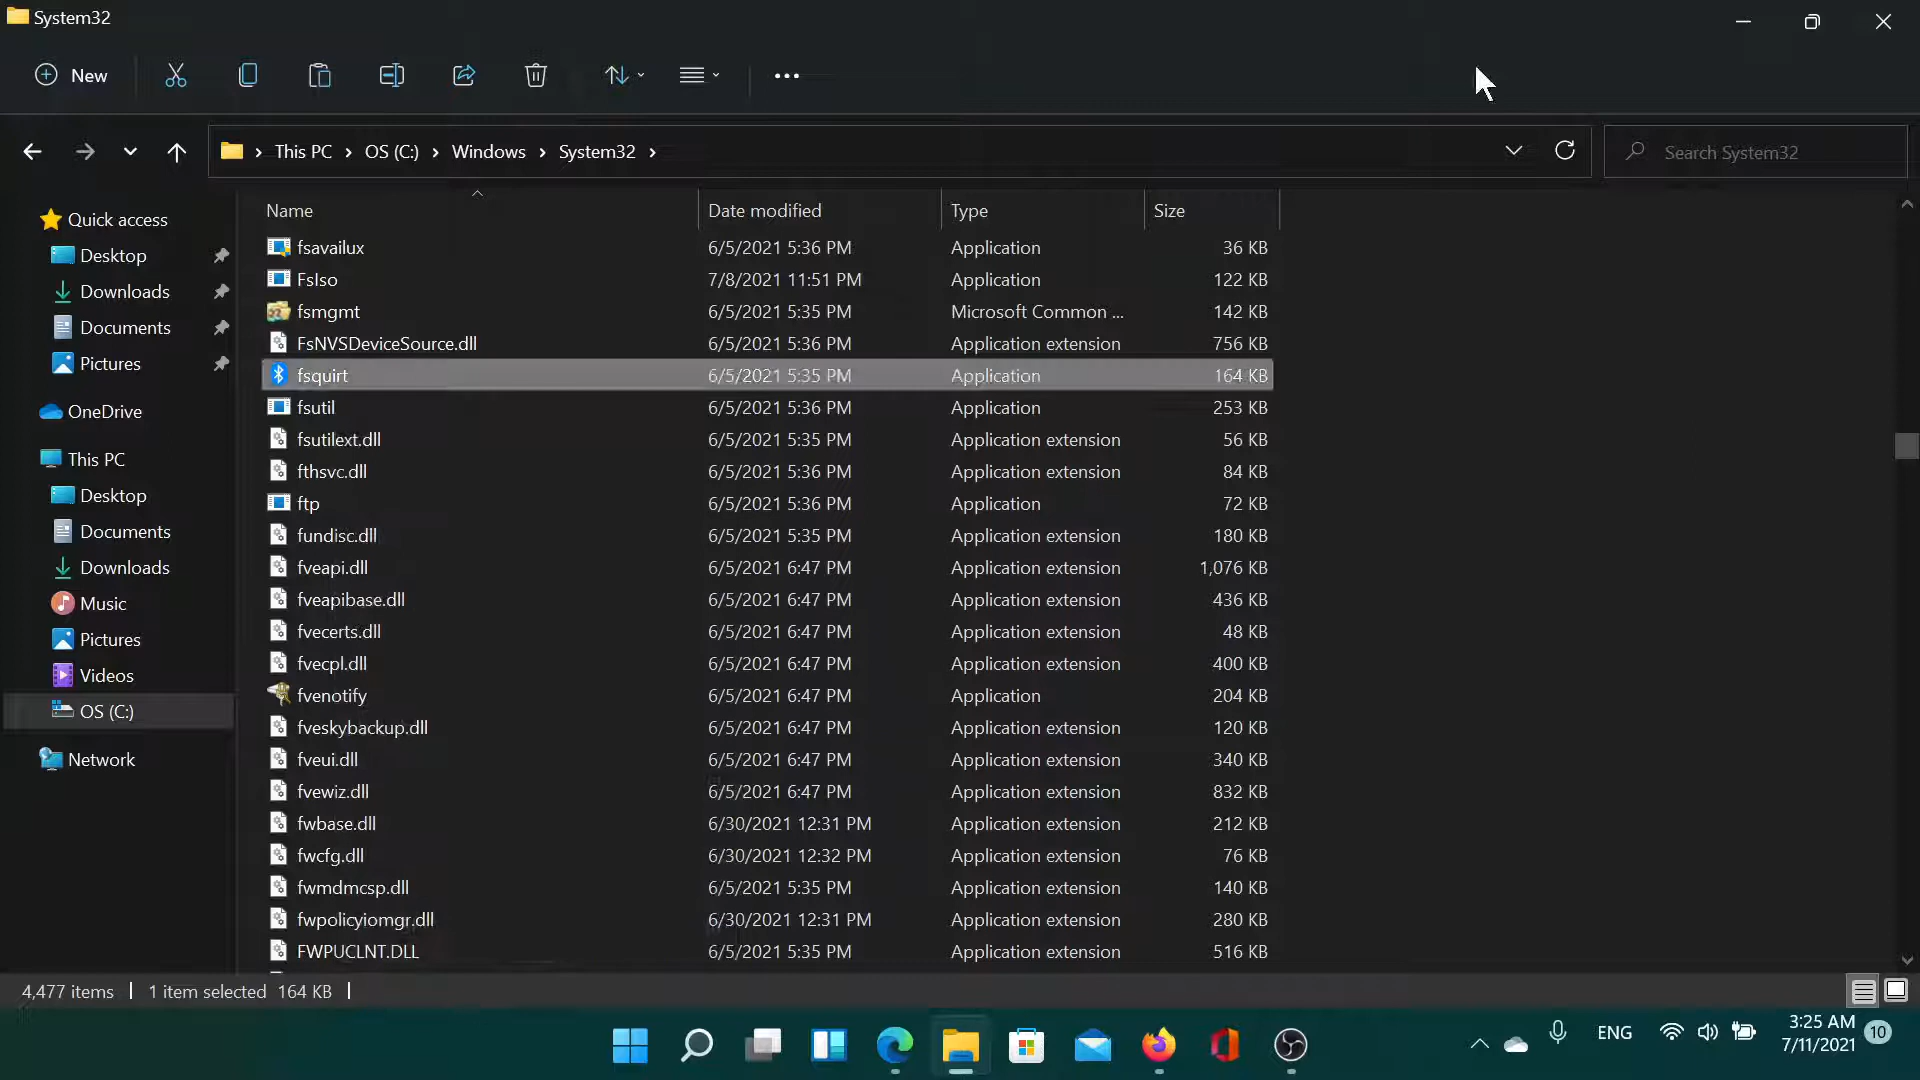 System32
New
This PC > OS (C:) > Windows > System32 >
Search System32
Quick access
Desktop
Downloads
Documents
Pictures
OneDrive
This PC
Desktop
Documents
Downloads
Music
Pictures
Videos
OS (C:)
Network
Name Date modified Type Size
fsavailux 6/5/2021 5:36 PM Application 36 KB
FsIso 7/8/2021 11:51 PM Application 122 KB
fsmgmt 6/5/2021 5:35 PM Microsoft Common ... 142 KB
FsNVSDeviceSource.dll 6/5/2021 5:36 PM Application extension 756 KB
fsquirt 6/5/2021 5:35 PM Application 164 KB
fsutil 6/5/2021 5:36 PM Application 253 KB
fsutilext.dll 6/5/2021 5:35 PM Application extension 56 KB
fthsvc.dll 6/5/2021 5:36 PM Application extension 84 KB
ftp 6/5/2021 5:36 PM Application 72 KB
fundisc.dll 6/5/2021 5:35 PM Application extension 180 KB
fveapi.dll 6/5/2021 6:47 PM Application extension 1,076 KB
fveapibase.dll 6/5/2021 6:47 PM Application extension 436 KB
fvecerts.dll 6/5/2021 6:47 PM Application extension 48 KB
fvecpl.dll 6/5/2021 6:47 PM Application extension 400 KB
fvenotify 6/5/2021 6:47 PM Application 204 KB
fveskybackup.dll 6/5/2021 6:47 PM Application extension 120 KB
fveui.dll 6/5/2021 6:47 PM Application extension 340 KB
fvewiz.dll 6/5/2021 6:47 PM Application extension 832 KB
fwbase.dll 6/30/2021 12:31 PM Application extension 212 KB
fwcfg.dll 6/30/2021 12:32 PM Application extension 76 KB
fwmdmcsp.dll 6/5/2021 5:35 PM Application extension 140 KB
fwpolicyiomgr.dll 6/30/2021 12:31 PM Application extension 280 KB
FWPUCLNT.DLL 6/5/2021 5:35 PM Application extension 516 KB
4,477 items | 1 item selected 164 KB |
ENG
3:25 AM
7/11/2021
10